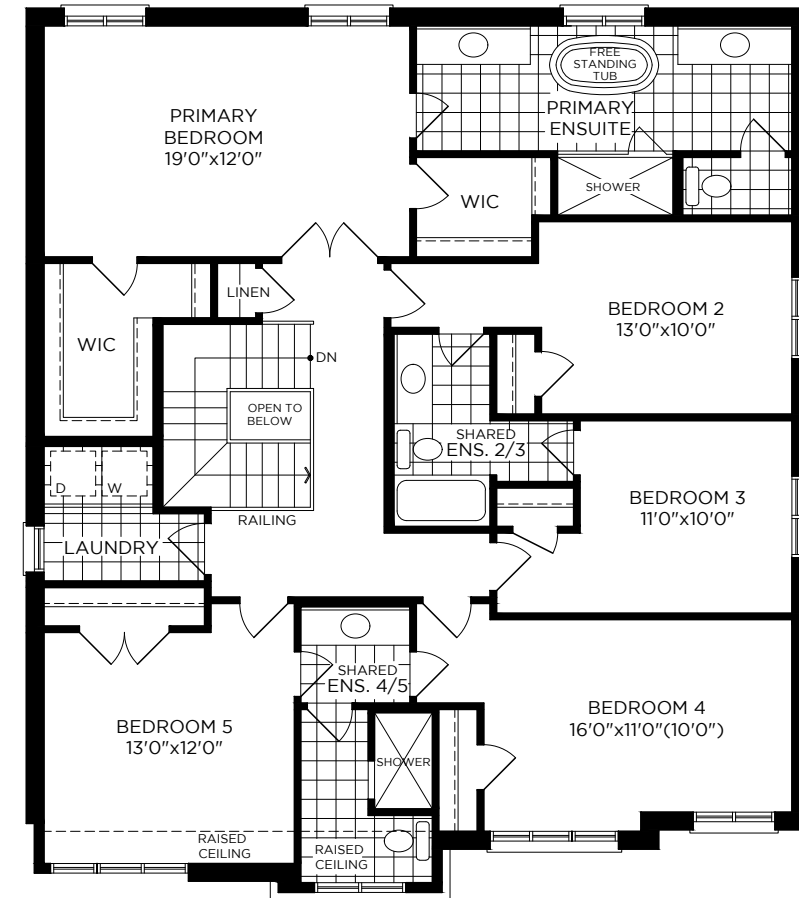 FREE
STANDING
TUB
PRIMARY
BEDROOM
19'0"x12'0"
PRIMARY
ENSUITE
SHOWER
WIC
LINEN
BEDROOM 2
13'0"x10'0"
WIC
DN
OPEN TO
BELOW
SHARED
ENS. 2/3
D
W
BEDROOM 3
11'0"x10'0"
RAILING
LAUNDRY
SHARED
ENS. 4/5
BEDROOM 4
16'0"x11'0"(10'0")
BEDROOM 5
13'0"x12'0"
SHOWER
RAISED
CEILING
RAISED
CEILING